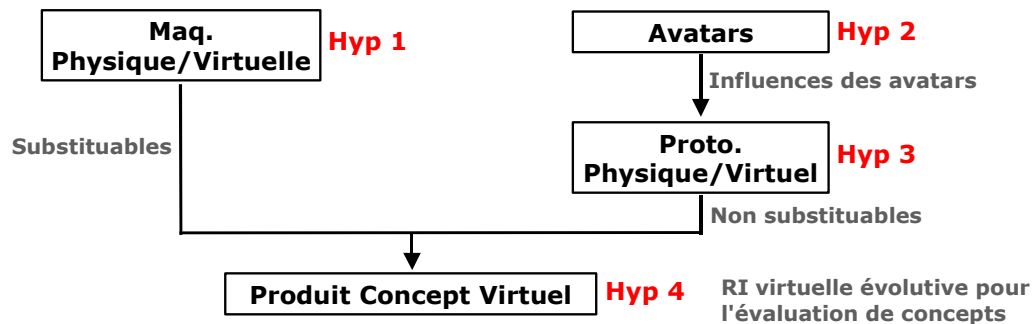 Maq.
Physique/Virtuelle
Hyp 1
Avatars
Hyp 2
Influences des avatars
Substituables
Proto.
Physique/Virtuel
Hyp 3
Non substituables
Produit Concept Virtuel
Hyp 4
RI virtuelle évolutive pour
l'évaluation de concepts